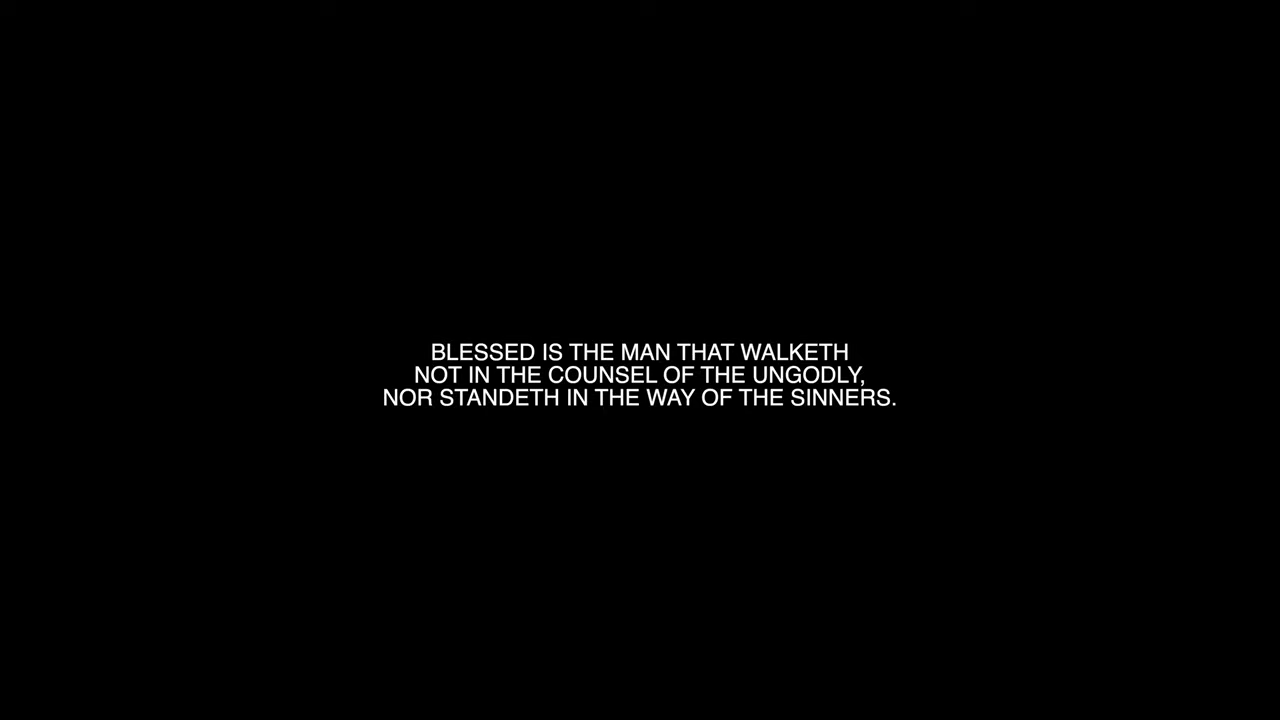 BLESSED IS THE MAN THAT WALKETH
NOT IN THE COUNSEL OF THE UNGODLY,
NOR STANDETH IN THE WAY OF THE SINNERS.